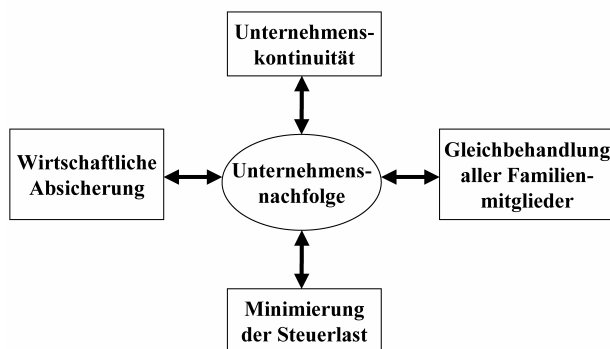 Unternehmens-
kontinuität
Wirtschaftliche
Absicherung
Unternehmens-
nachfolge
Gleichbehandlung
aller Familien-
mitglieder
Minimierung
der Steuerlast